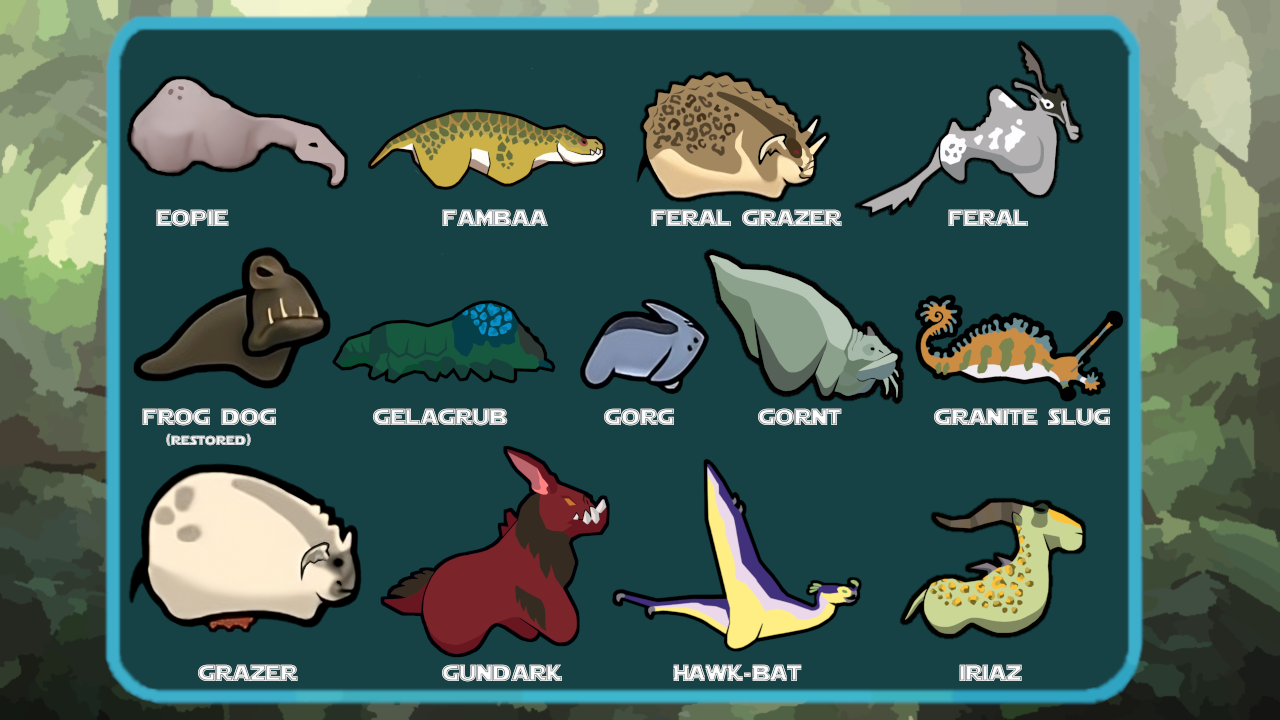 EOPIE
FAMBAA
FERAL GRAZER
FERAL
FROG DOG
(RESTORED)
GELAGRUB
GORG
GORNT
GRANITE SLUG
GRAZER
GUNDARK
HAWK-BAT
IRIAZ